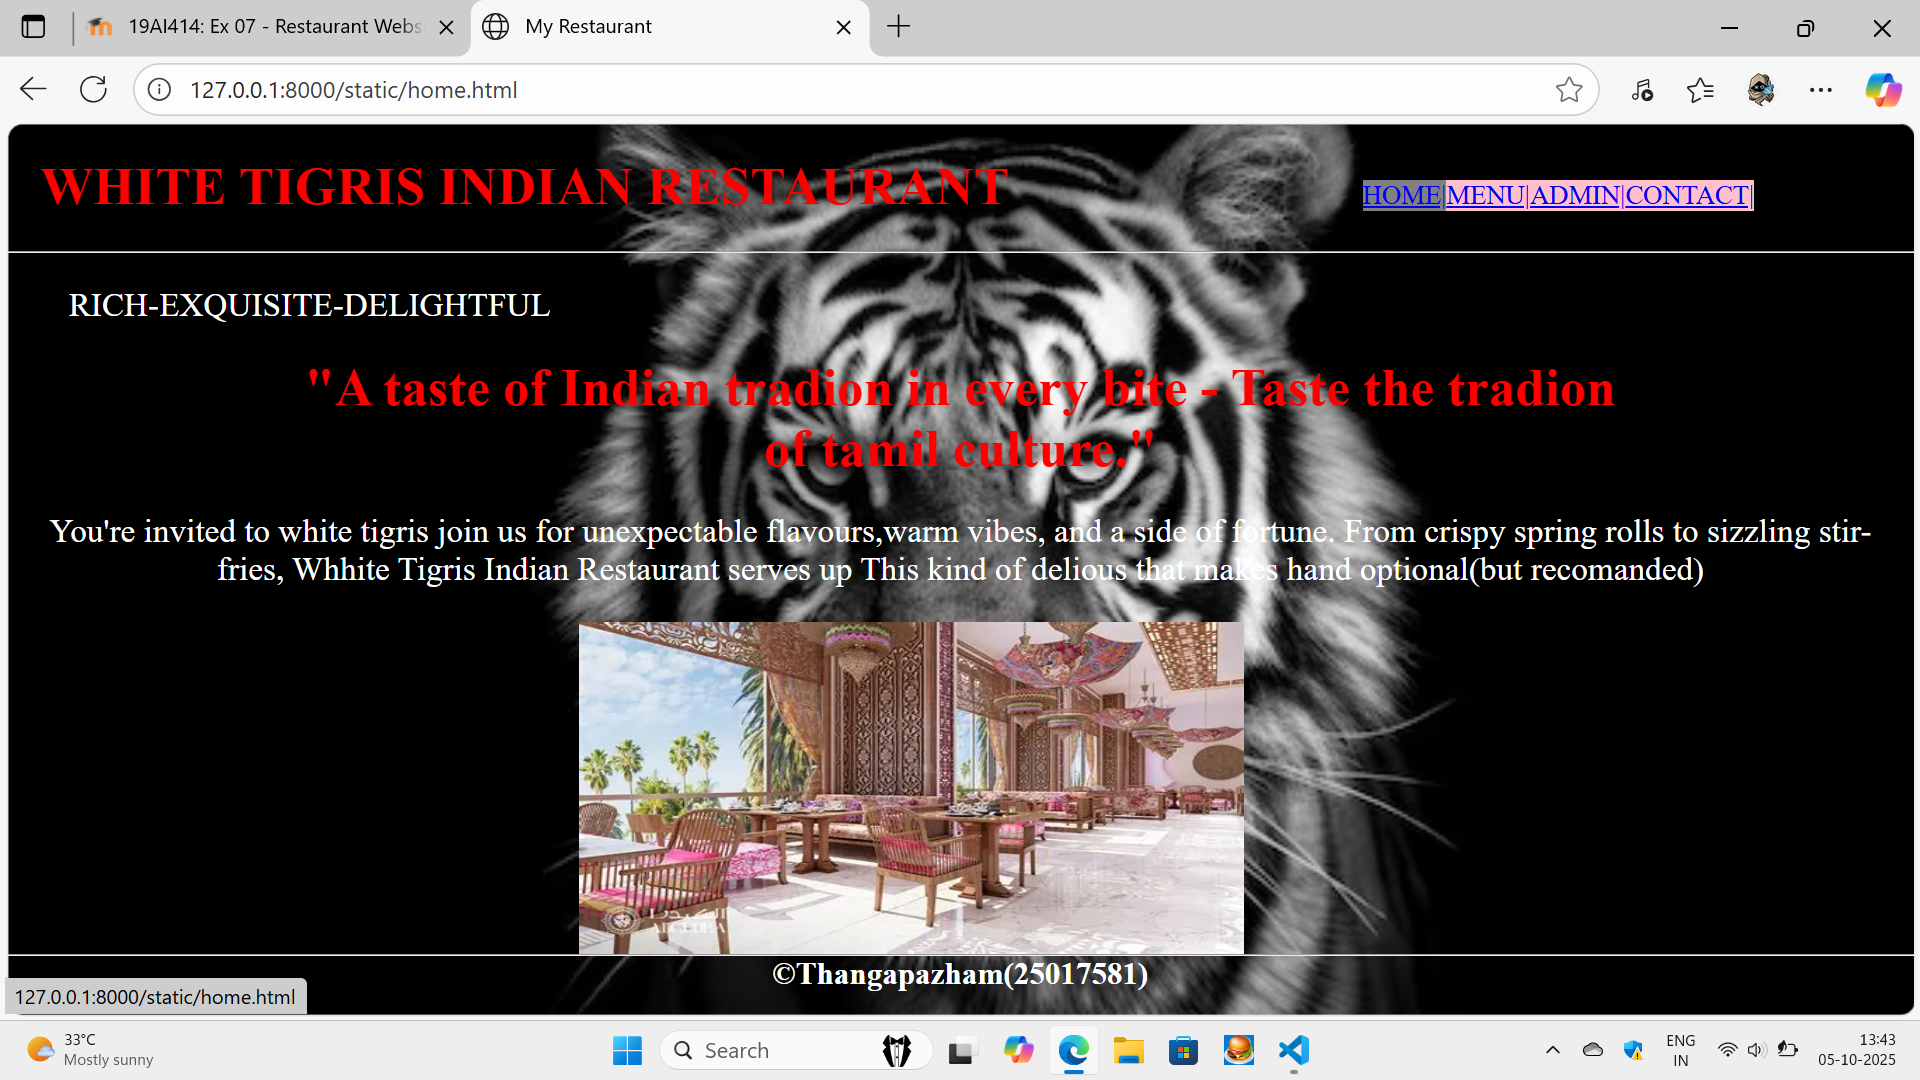 19AI414: Ex 07 - Restaurant Webs
My Restaurant
127.0.0.1:8000/static/home.html
WHITE TIGRIS INDIAN RESTAURANT
HOME|MENU|ADMIN|CONTACT|
RICH-EXQUISITE-DELIGHTFUL
"A taste of Indian tradion in every bite - Taste the tradion
of tamil culture."
You're invited to white tigris join us for unexpectable flavours,warm vibes, and a side of fortune. From crispy spring rolls to sizzling stir-
fries, Whhite Tigris Indian Restaurant serves up This kind of delious that makes hand optional(but recomanded)
ALGEDRA
©Thangapazham(25017581)
127.0.0.1:8000/static/home.html
33°C
Mostly sunny
Search
ENG
IN
13:43
05-10-2025